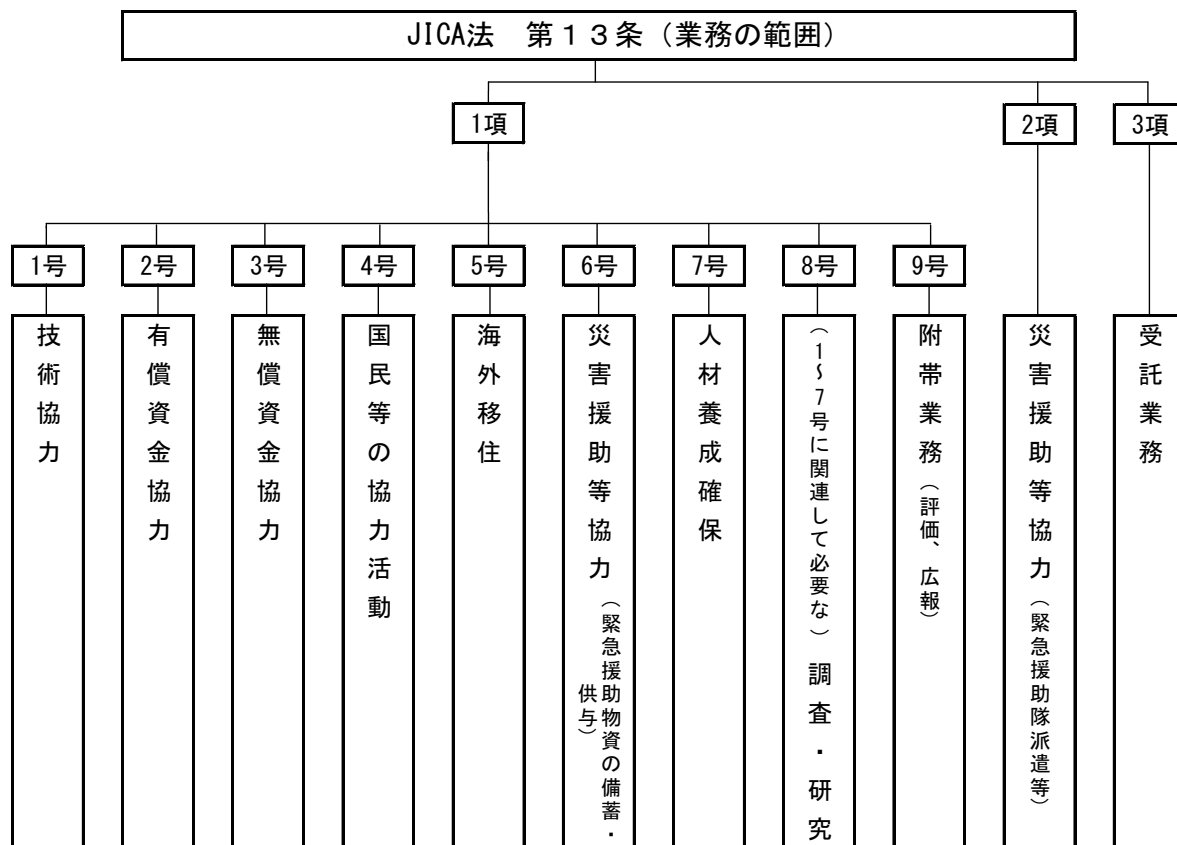 JICA法　第１３条（業務の範囲）
1項
2項
3項
1号
2号
3号
4号
5号
6号
7号
8号
9号
技術協力
有償資金協力
無償資金協力
国民等の協力活動
海外移住
災害援助等協力（緊急援助物資の備蓄・
供与）
人材養成確保
（1～7号に関連して必要な）調査・研究
附帯業務（評価、広報）
災害援助等協力（緊急援助隊派遣等）
受託業務